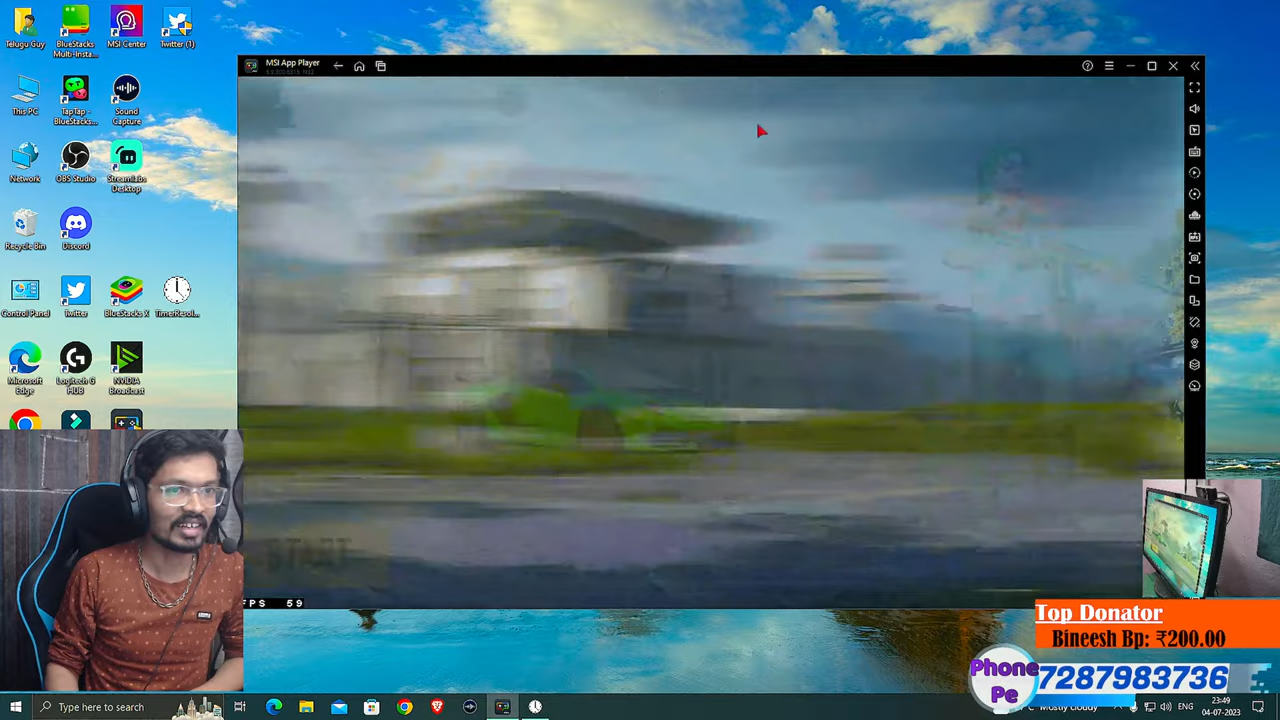 Telugu Guy
BlueStacks Multi-Insta...
MSI Center
Twitter (1)
This PC
TapTap - BlueStacks...
Sound Capture
Network
OBS Studio
Streamlabs Desktop
Recycle Bin
Discord
Control Panel
Twitter
BlueStacks X
TimerResol...
Microsoft Edge
Logitech G HUB
NVIDIA Broadcast
MSI App Player
START
FPS 59
Top Donator
Bineesh Bp: ₹200.00
Phone Pe
7287983736
Type here to search
Mostly cloudy
ENG
23:49
04-07-2023